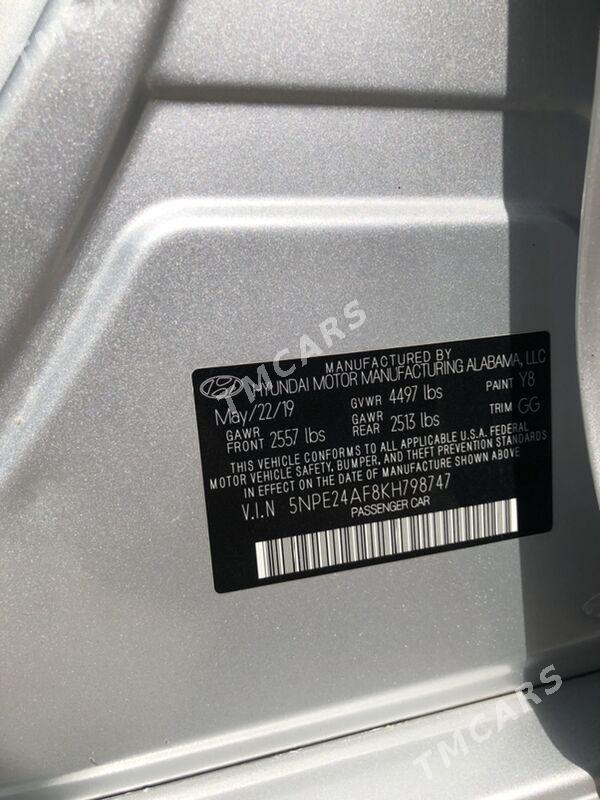 MANUFACTURED BY
HYUNDAI MOTOR MANUFACTURING ALABAMA, LLC
May/22/19 GVWR 4497 lbs PAINT Y8
GAWR FRONT 2557 lbs GAWR REAR 2513 lbs TRIM GG
THIS VEHICLE CONFORMS TO ALL APPLICABLE U.S. FEDERAL
MOTOR VEHICLE SAFETY, BUMPER, AND THEFT PREVENTION STANDARDS
IN EFFECT ON THE DATE OF MANUFACTURE SHOWN ABOVE.
V.I.N 5NPE24AF8KH798747
PASSENGER CAR
TMCARS
TMCARS
TMCARS